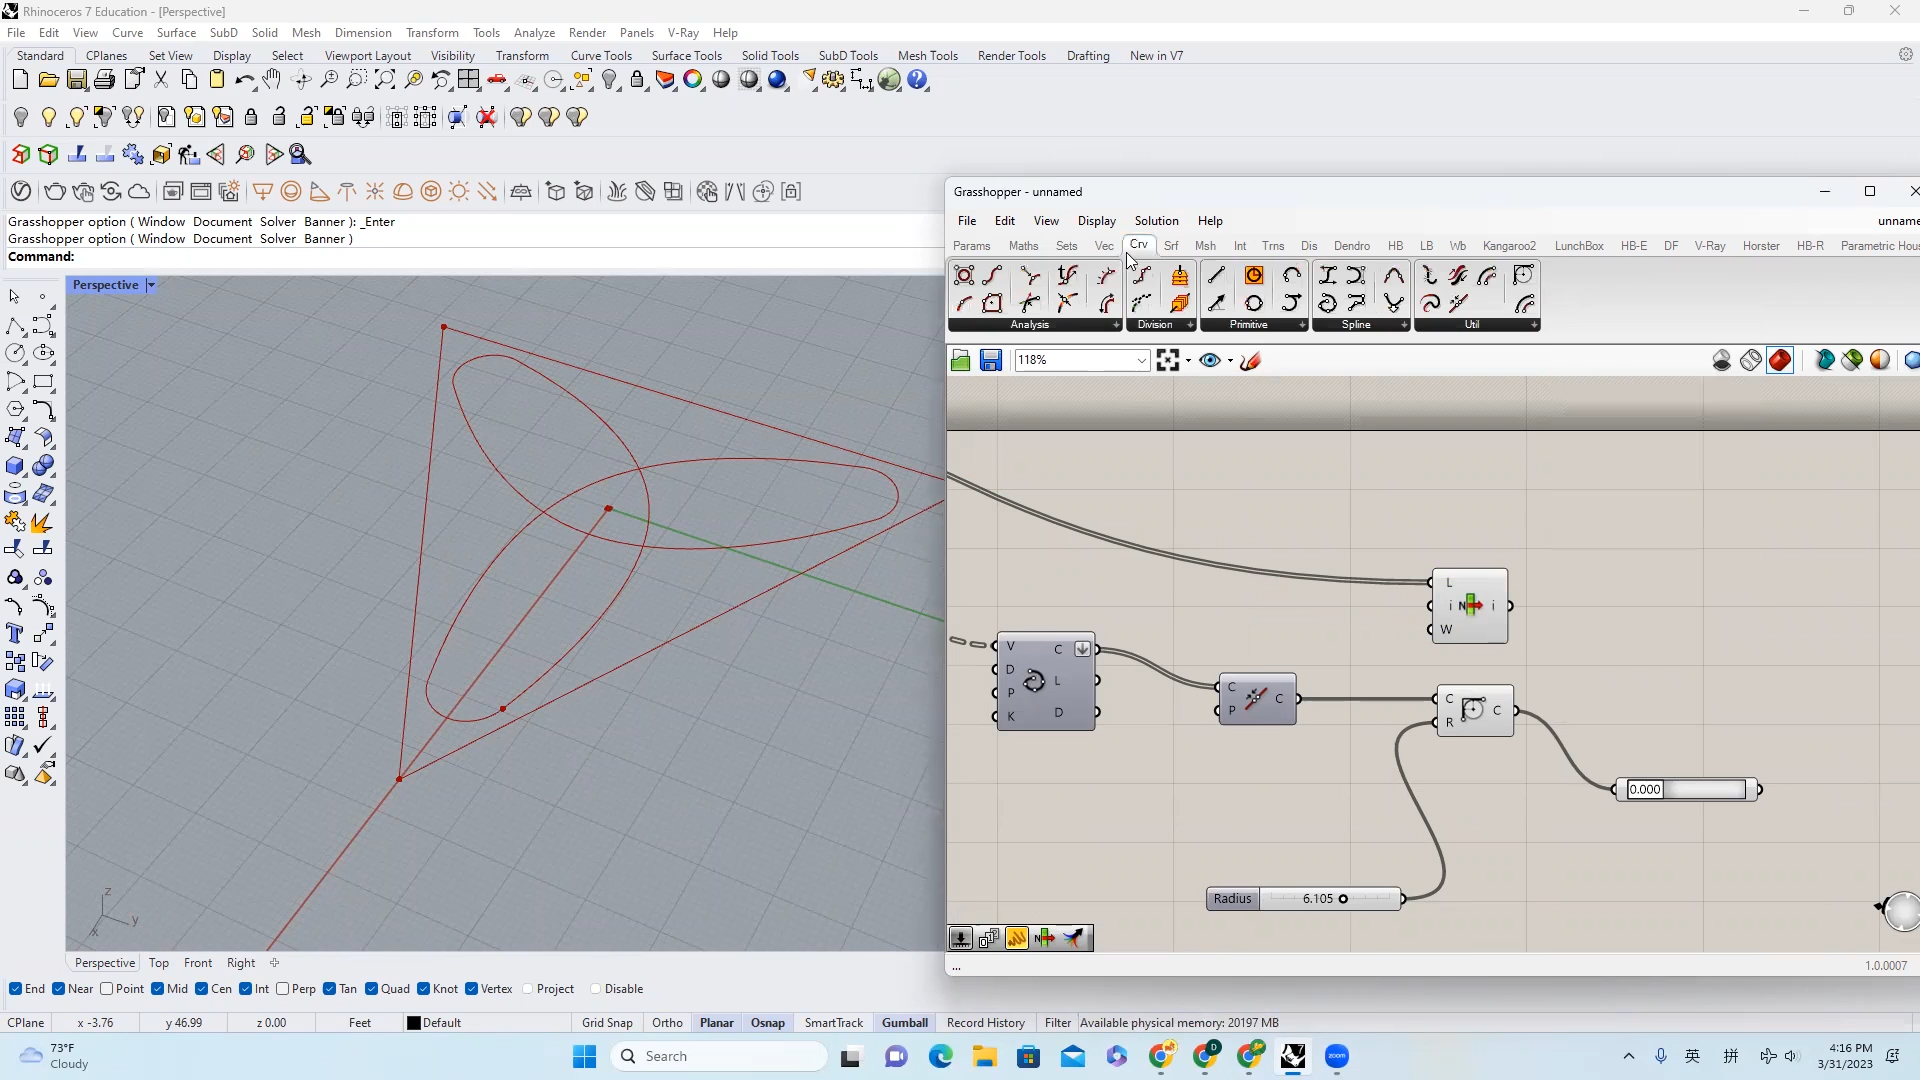 Rhinoceros 7 Education - [Perspective]
File Edit View Curve Surface SubD Solid Mesh Dimension Transform Tools Analyze Render Panels V-Ray Help
Standard CPlanes Set View Display Select Viewport Layout Visibility Transform Curve Tools Surface Tools Solid Tools SubD Tools Mesh Tools Render Tools Drafting New in V7
Grasshopper option ( Window Document Solver Banner ): _Enter
Grasshopper option ( Window Document Solver Banner )
Command:
Perspective
Grasshopper - unnamed
File Edit View Display Solution Help unname
Params Maths Sets Vec Crv Srf Msh Int Trns Dis Dendro HB LB Wb Kangaroo2 LunchBox HB-E DF V-Ray Horster HB-R Parametric Hou
Analysis Division Primitive Spline Util
118%
L
i N i
W
V C
D L
P
K D
C C
P
C C
R
0.000
Radius 6.105
...
1.0.0007
z
y
x
Perspective Top Front Right
End Near Point Mid Cen Int Perp Tan Quad Knot Vertex Project Disable
CPlane x -3.76 y 46.99 z 0.00 Feet Default Grid Snap Ortho Planar Osnap SmartTrack Gumball Record History Filter Available physical memory: 20197 MB
73°F
Cloudy
Search
zoom
英 拼
4:16 PM
3/31/2023